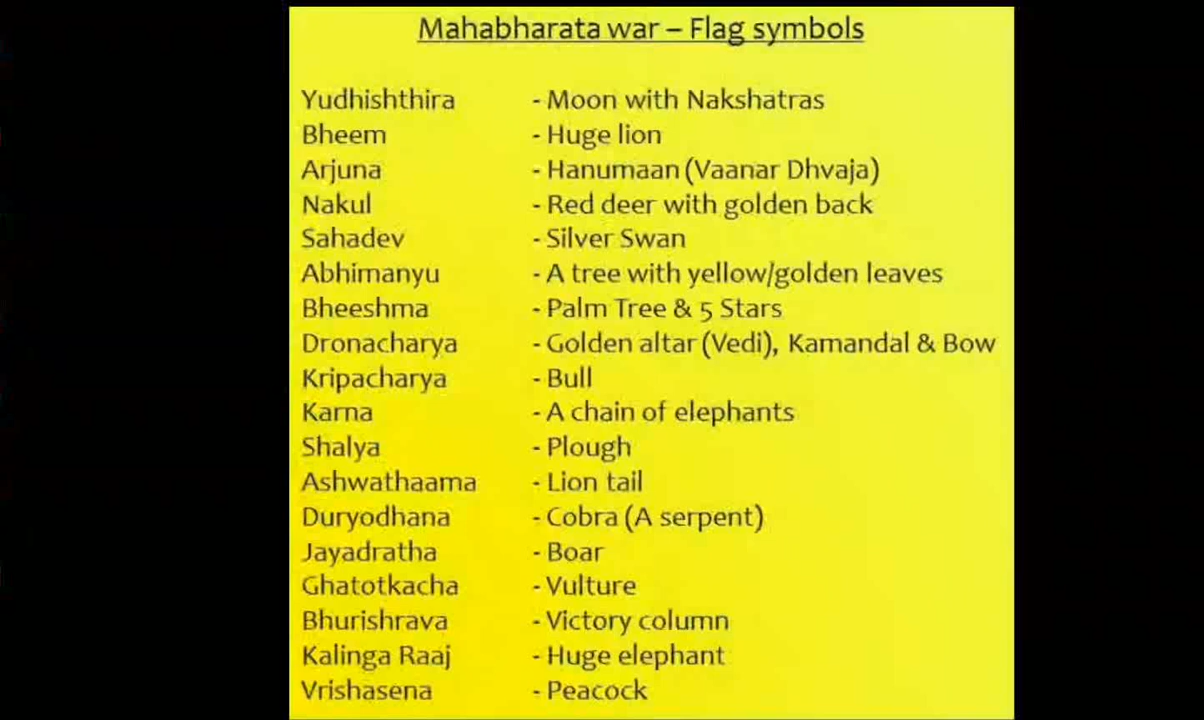 Mahabharata war – Flag symbols
Yudhishthira - Moon with Nakshatras
Bheem - Huge lion
Arjuna - Hanumaan (Vaanar Dhvaja)
Nakul - Red deer with golden back
Sahadev - Silver Swan
Abhimanyu - A tree with yellow/golden leaves
Bheeshma - Palm Tree & 5 Stars
Dronacharya - Golden altar (Vedi), Kamandal & Bow
Kripacharya - Bull
Karna - A chain of elephants
Shalya - Plough
Ashwathaama - Lion tail
Duryodhana - Cobra (A serpent)
Jayadratha - Boar
Ghatotkacha - Vulture
Bhurishrava - Victory column
Kalinga Raaj - Huge elephant
Vrishasena - Peacock